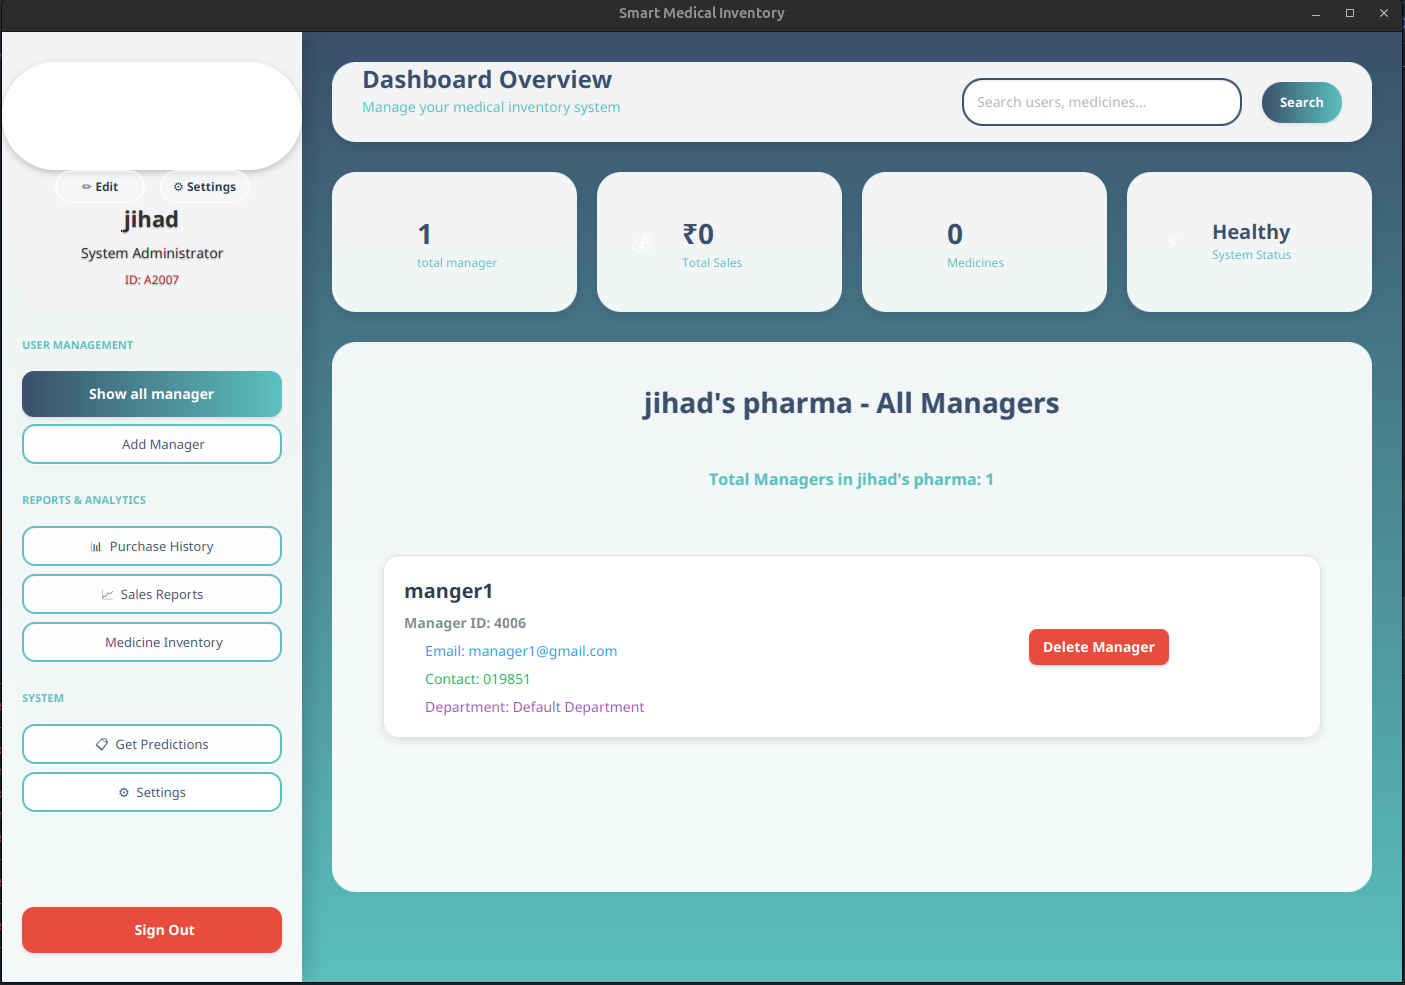 Smart Medical Inventory
✏ Edit
⚙ Settings
jihad
System Administrator
ID: A2007
USER MANAGEMENT
Show all manager
Add Manager
REPORTS & ANALYTICS
Purchase History
Sales Reports
Medicine Inventory
SYSTEM
Get Predictions
⚙ Settings
Sign Out
Dashboard Overview
Manage your medical inventory system
Search users, medicines...
Search
1
total manager
₹0
Total Sales
0
Medicines
Healthy
System Status
jihad's pharma - All Managers
Total Managers in jihad's pharma: 1
manger1
Manager ID: 4006
Email: manager1@gmail.com
Contact: 019851
Department: Default Department
Delete Manager